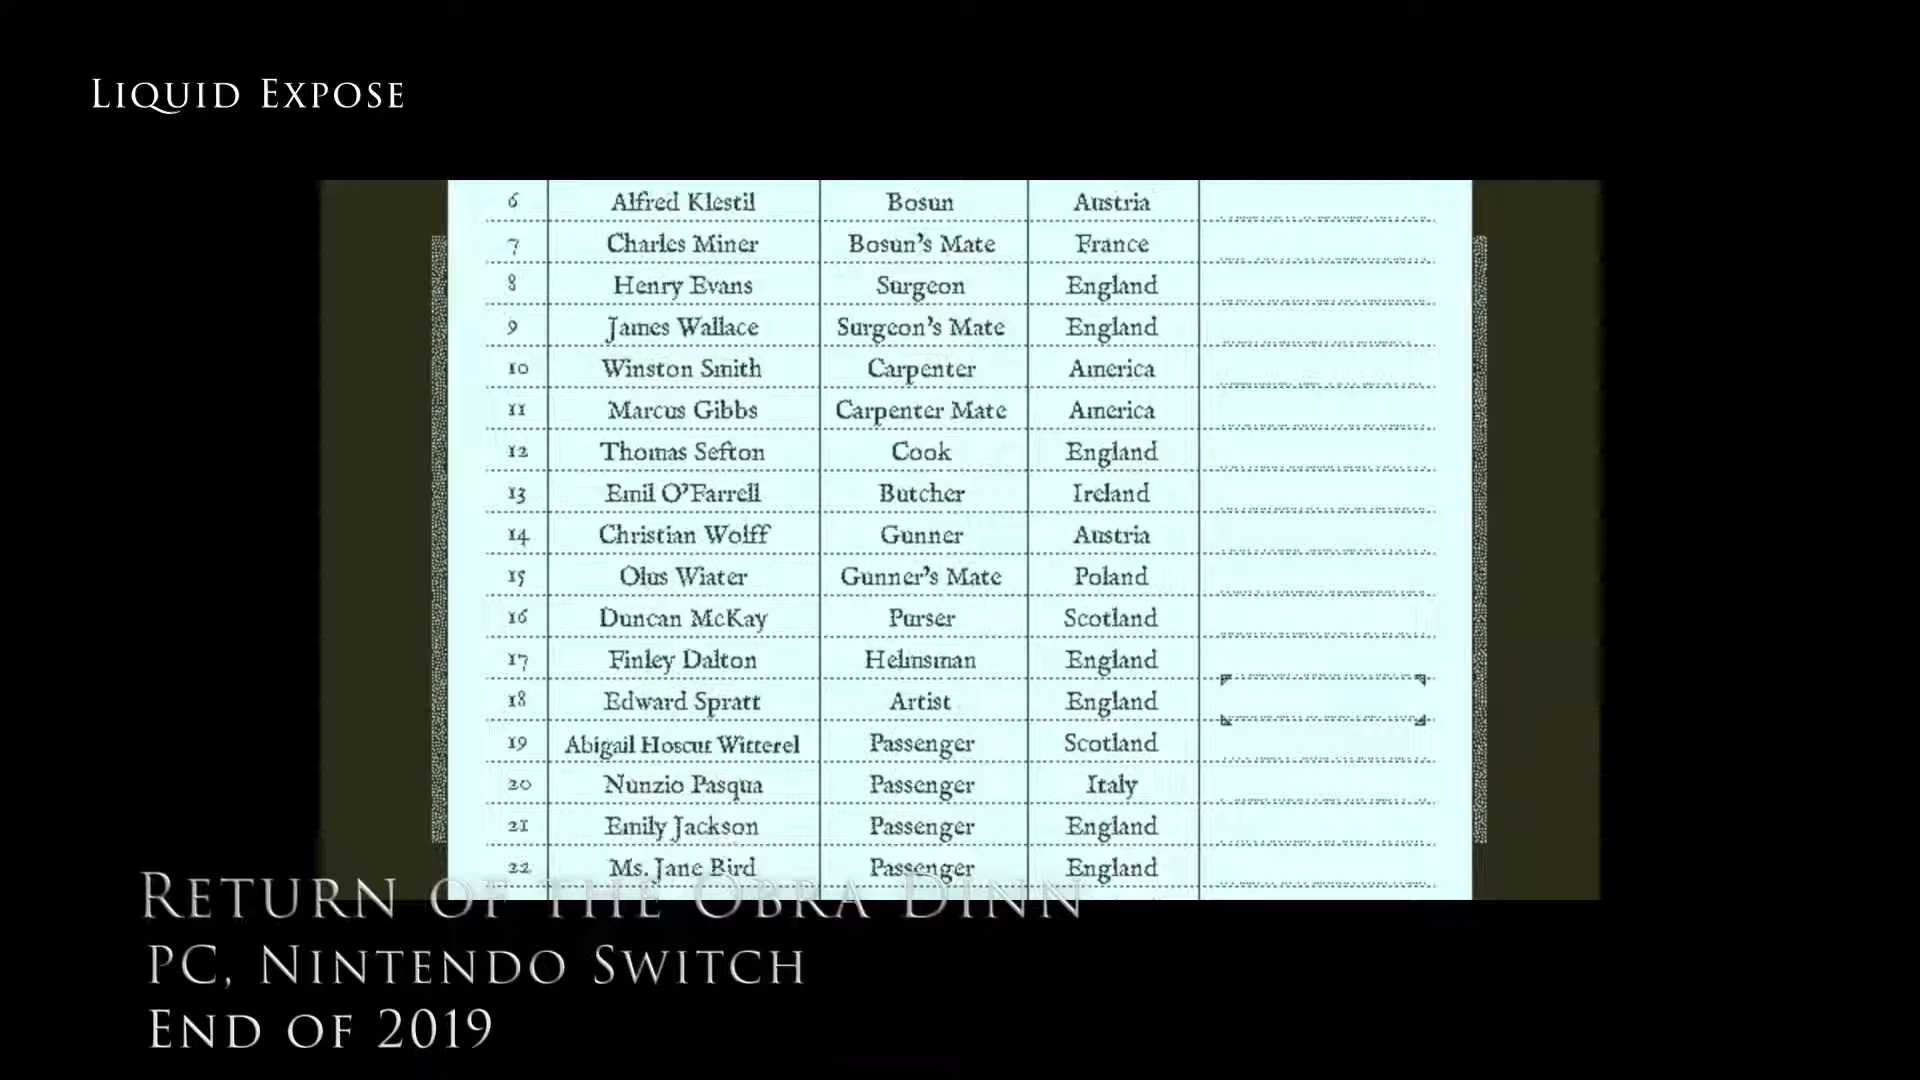 Liquid Expose
6 Alfred Klestil Bosun Austria
7 Charles Miner Bosun's Mate France
8 Henry Evans Surgeon England
9 James Wallace Surgeon's Mate England
10 Winston Smith Carpenter America
11 Marcus Gibbs Carpenter Mate America
12 Thomas Sefton Cook England
13 Emil O'Farrell Butcher Ireland
14 Christian Wolff Gunner Austria
15 Olus Wiater Gunner's Mate Poland
16 Duncan McKay Purser Scotland
17 Finley Dalton Helmsman England
18 Edward Spratt Artist England
19 Abigail Hoscut Witterel Passenger Scotland
20 Nunzio Pasqua Passenger Italy
21 Emily Jackson Passenger England
22 Ms. Jane Bird Passenger England
Return of the Obra Dinn
PC, Nintendo Switch
End of 2019